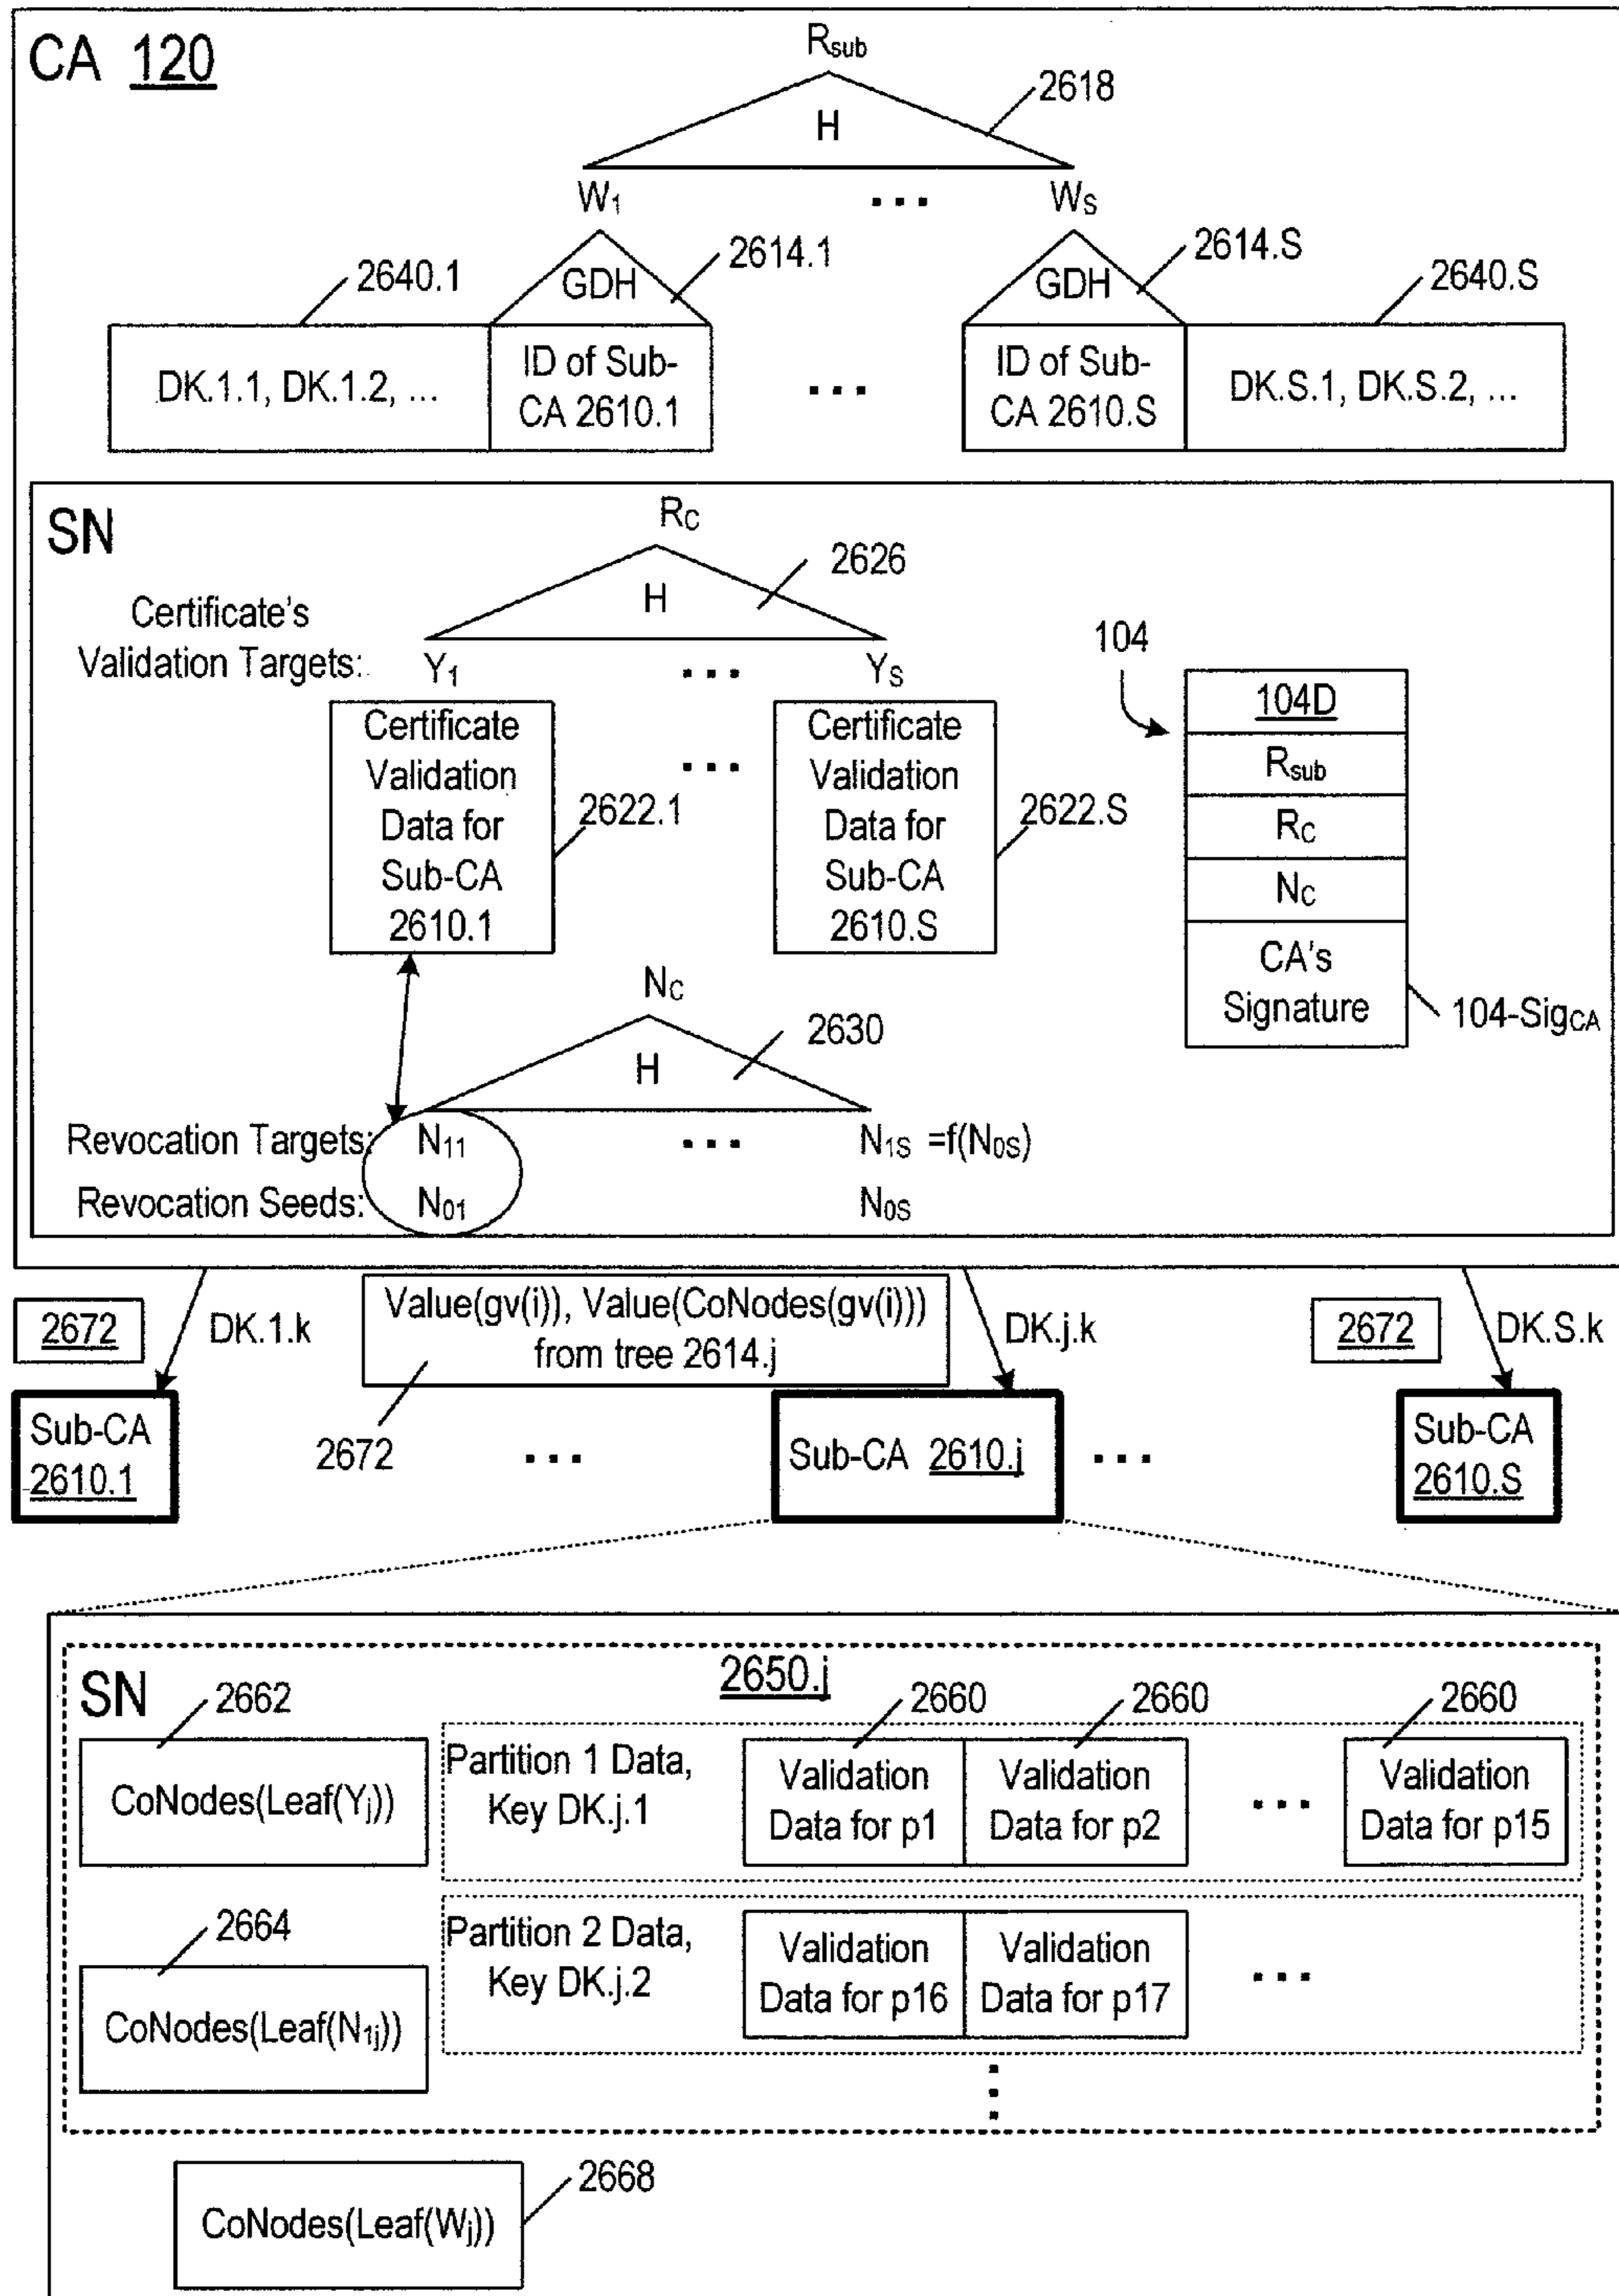 CA 120
Rsub
2618
H
W1 ... WS
2640.1
2614.1
2614.S
2640.S
GDH
GDH
DK.1.1, DK.1.2, ...
ID of Sub-
CA 2610.1
...
ID of Sub-
CA 2610.S
DK.S.1, DK.S.2, ...
SN
RC
2626
H
Certificate's
Validation Targets:
Y1 ... YS
Certificate
Validation
Data for
Sub-CA
2610.1
2622.1
...
Certificate
Validation
Data for
Sub-CA
2610.S
2622.S
104
104D
Rsub
RC
NC
CA's
Signature
104-SigCA
NC
2630
H
Revocation Targets: N11 ... N1S =f(N0S)
Revocation Seeds: N01 N0S
2672
DK.1.k
Value(gv(i)), Value(CoNodes(gv(i)))
from tree 2614.j
DK.j.k
2672
DK.S.k
Sub-CA
2610.1
2672
...
Sub-CA 2610.j
...
Sub-CA
2610.S
SN
2650.j
2662
CoNodes(Leaf(Yj))
2660
2660
2660
Partition 1 Data,
Key DK.j.1
Validation
Data for p1
Validation
Data for p2
...
Validation
Data for p15
2664
CoNodes(Leaf(N1j))
Partition 2 Data,
Key DK.j.2
Validation
Data for p16
Validation
Data for p17
...
2668
CoNodes(Leaf(Wj))